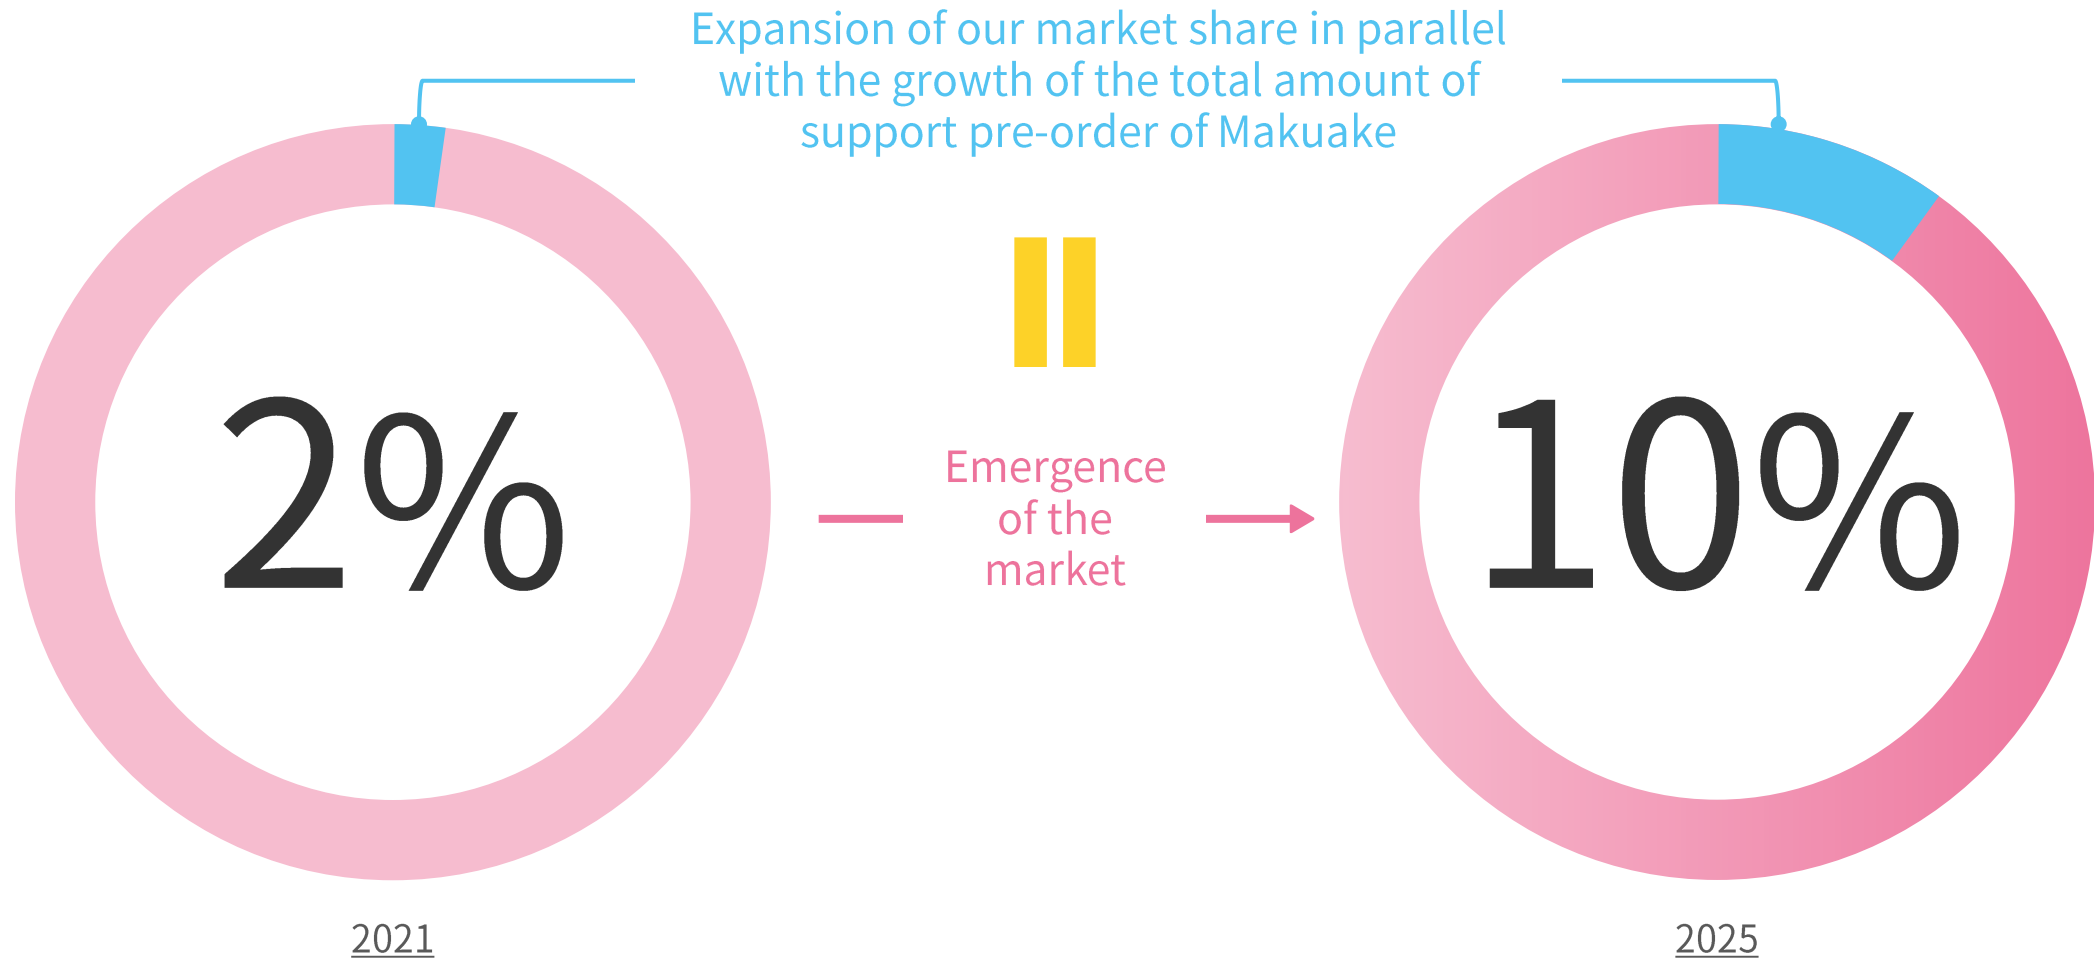 Expansion of our market share in parallel
with the growth of the total amount of
support pre-order of Makuake
2%
Emergence
of the
market
10%
2021
2025